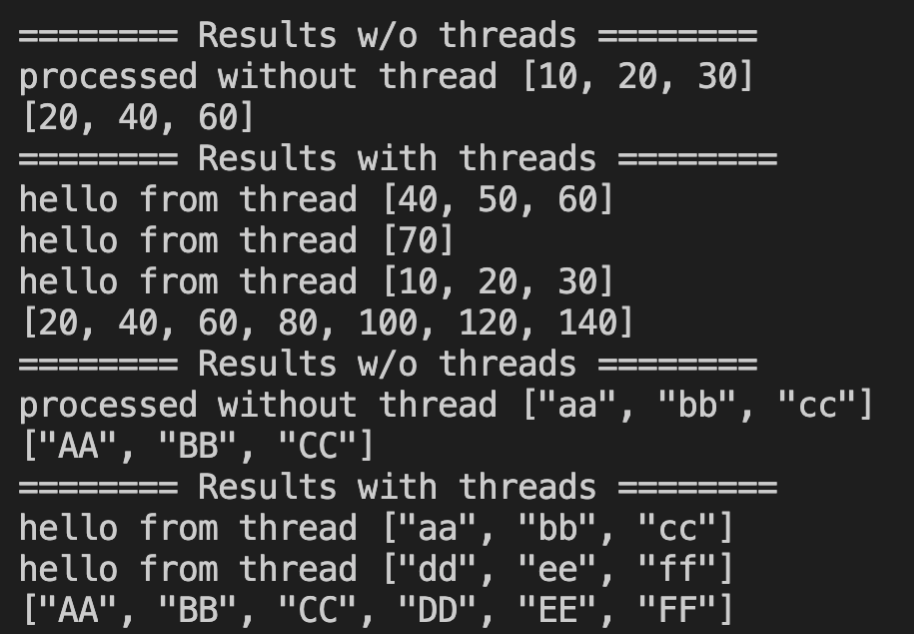 ======== Results w/o threads ========
processed without thread [10, 20, 30]
[20, 40, 60]
======== Results with threads ========
hello from thread [40, 50, 60]
hello from thread [70]
hello from thread [10, 20, 30]
[20, 40, 60, 80, 100, 120, 140]
======== Results w/o threads ========
processed without thread ["aa", "bb", "cc"]
["AA", "BB", "CC"]
======== Results with threads ========
hello from thread ["aa", "bb", "cc"]
hello from thread ["dd", "ee", "ff"]
["AA", "BB", "CC", "DD", "EE", "FF"]